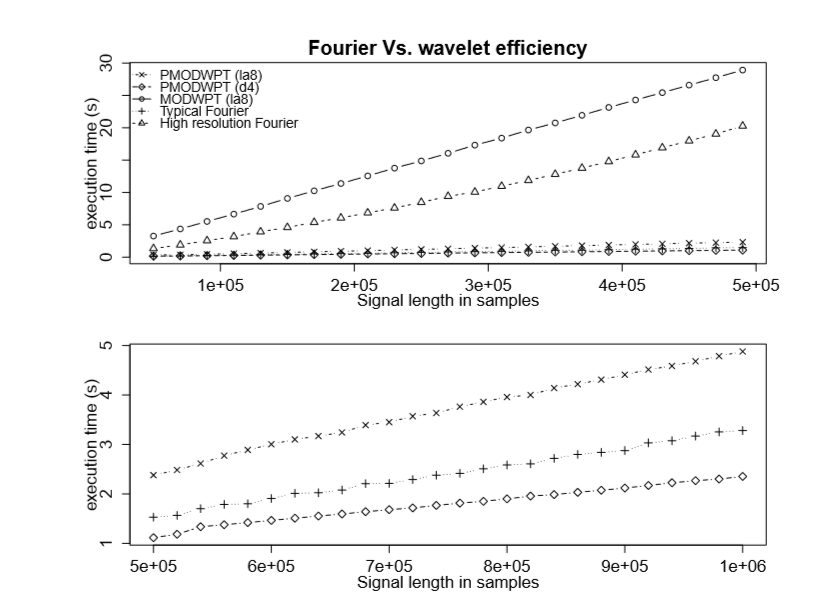 Fourier Vs. wavelet efficiency
30
20
10
5
0
execution time (s)
PMODWPT (la8)
PMODWPT (d4)
MODWPT (la8)
Typical Fourier
High resolution Fourier
1e+05 2e+05 3e+05 4e+05 5e+05
Signal length in samples
5
4
3
2
1
execution time (s)
5e+05 6e+05 7e+05 8e+05 9e+05 1e+06
Signal length in samples